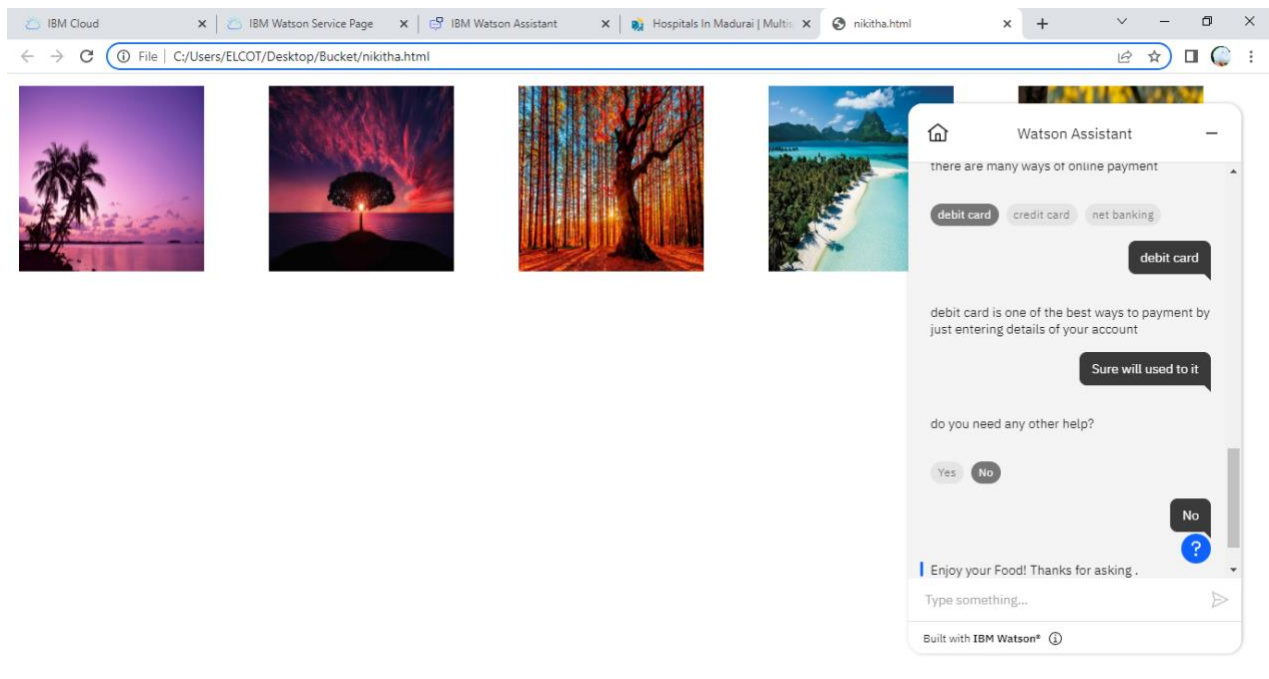 IBM Cloud
IBM Watson Service Page
IBM Watson Assistant
Hospitals In Madurai | Multis
nikitha.html
File
C:/Users/ELCOT/Desktop/Bucket/nikitha.html
Watson Assistant
there are many ways of online payment
debit card credit card net banking
debit card
debit card is one of the best ways to payment by
just entering details of your account
Sure will used to it
do you need any other help?
Yes No
No
?
Enjoy your Food! Thanks for asking .
Type something...
Built with IBM Watson®